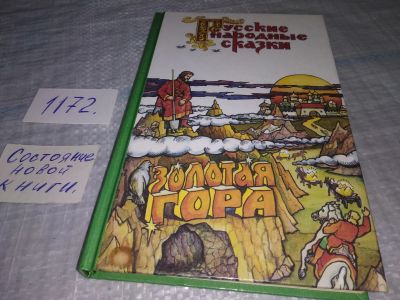 Русские
народные
сказки
1172.
Состояние
новой
книги.
ЗОЛОТАЯ
ГОРА